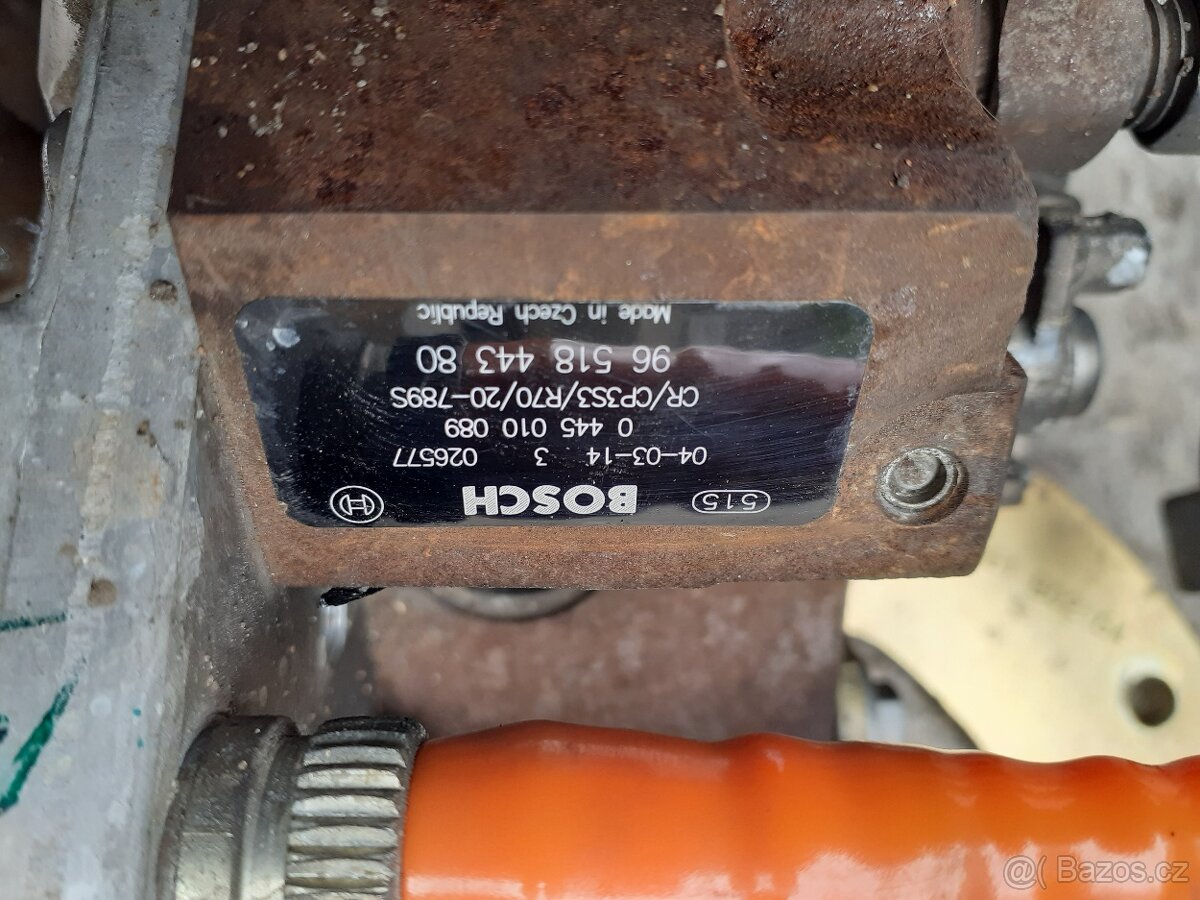 515 BOSCH
04-03-14 3 026577
0 445 010 089
CR/CP3S3/R70/20-789S
96 518 443 80
Made in Czech Republic
@( Bazos.cz